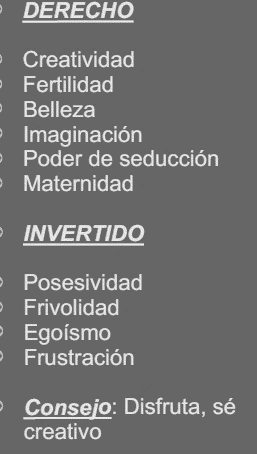 DERECHO
Creatividad
Fertilidad
Belleza
Imaginación
Poder de seducción
Maternidad
INVERTIDO
Posesividad
Frivolidad
Egoísmo
Frustración
Consejo: Disfruta, sé
creativo